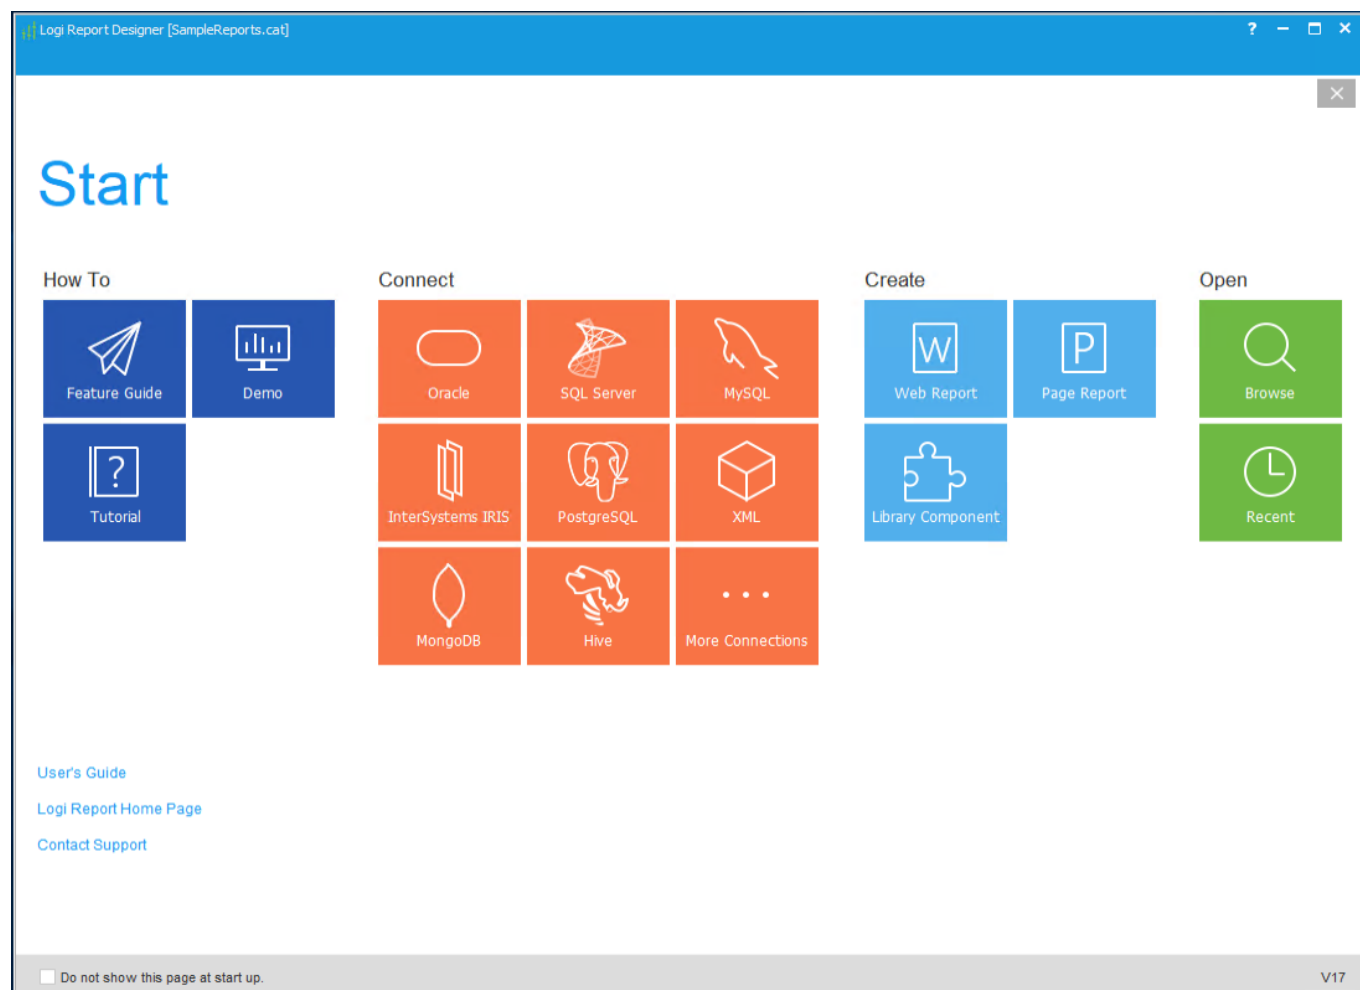 Logi Report Designer [SampleReports.cat]
?
Start
How To
Feature Guide
Demo
Tutorial
Connect
Oracle
SQL Server
MySQL
InterSystems IRIS
PostgreSQL
XML
MongoDB
Hive
More Connections
Create
W
Web Report
P
Page Report
Library Component
Open
Browse
Recent
?
User's Guide
Logi Report Home Page
Contact Support
Do not show this page at start up.
V17